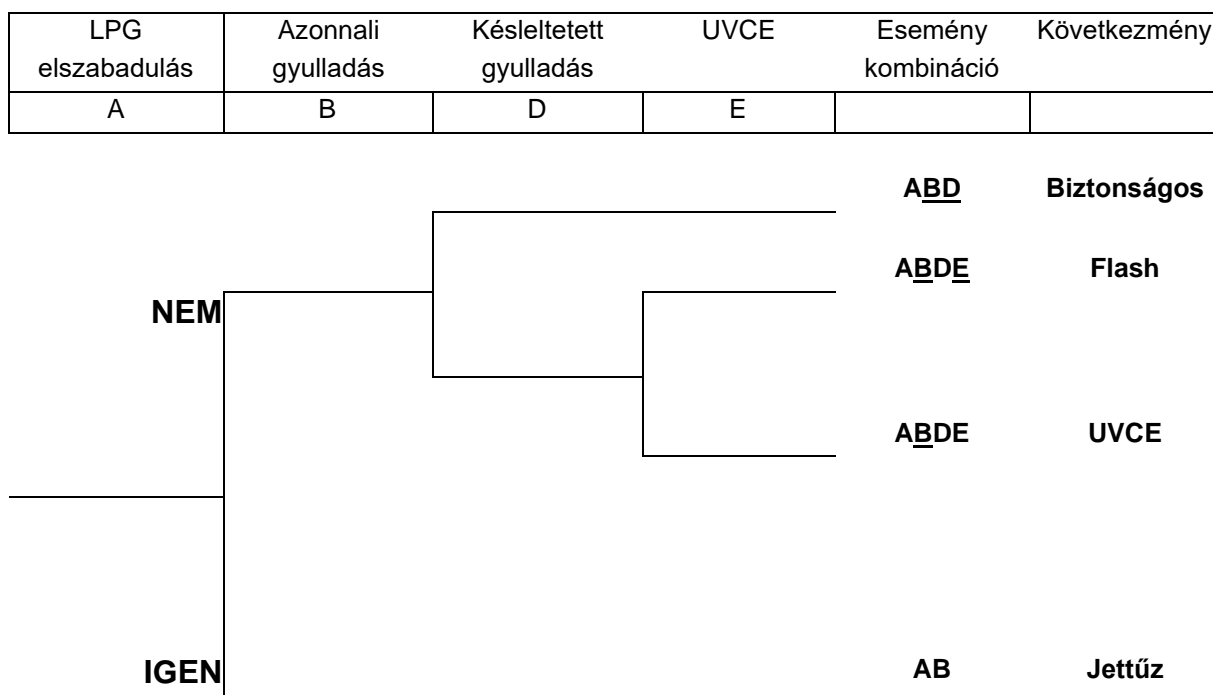 LPG Azonnali Késleltetett UVCE Esemény Következmény
elszabadulás gyulladás gyulladás kombináció
A B D E
ABD Biztonságos
ABDE Flash
NEM
ABDE UVCE
IGEN AB Jettűz